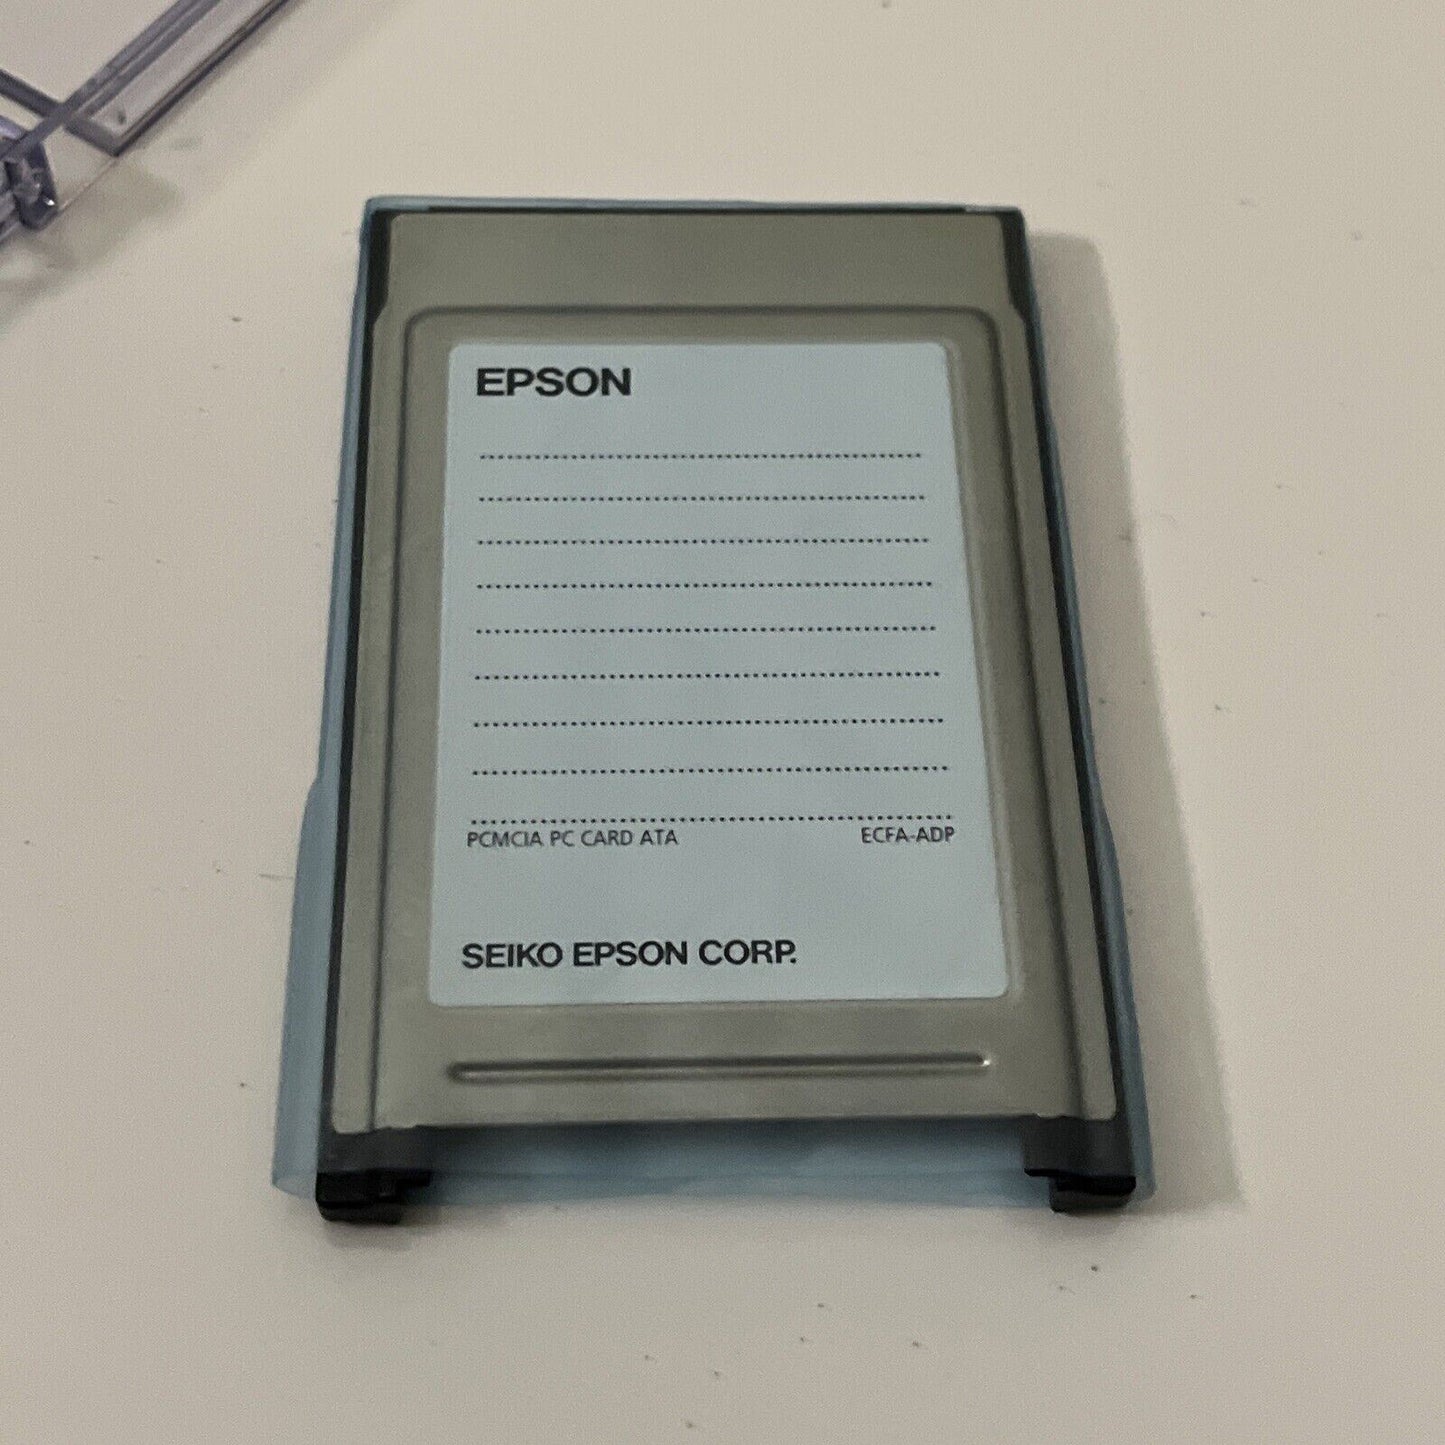 EPSON
PCMCIA PC CARD ATA ECFA-ADP
SEIKO EPSON CORP.